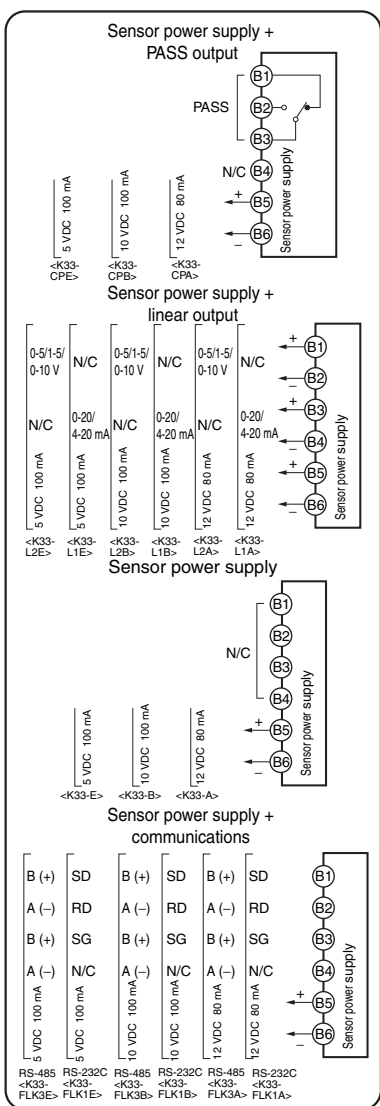 Sensor power supply +
PASS output
PASS
B1
B2
B3
N/C B4
+ B5
− B6
Sensor power supply
5 VDC 100 mA
10 VDC 100 mA
12 VDC 80 mA
<K33-
CPE>
<K33-
CPB>
<K33-
CPA>
Sensor power supply +
linear output
0-5/1-5/
0-10 V
N/C
5 VDC 100 mA
<K33-
L2E>
N/C
0-20/
4-20 mA
5 VDC 100 mA
<K33-
L1E>
0-5/1-5/
0-10 V
N/C
10 VDC 100 mA
<K33-
L2B>
N/C
0-20/
4-20 mA
10 VDC 100 mA
<K33-
L1B>
0-5/1-5/
0-10 V
N/C
12 VDC 80 mA
<K33-
L2A>
N/C
0-20/
4-20 mA
12 VDC 80 mA
<K33-
L1A>
+ B1
− B2
+ B3
− B4
+ B5
− B6
Sensor power supply
Sensor power supply
N/C
B1
B2
B3
B4
+ B5
− B6
Sensor power supply
5 VDC 100 mA
10 VDC 100 mA
12 VDC 80 mA
<K33-E>
<K33-B>
<K33-A>
Sensor power supply +
communications
B (+)
A (−)
B (+)
A (−)
5 VDC 100 mA
RS-485
<K33-
FLK3E>
SD
RD
SG
N/C
5 VDC 100 mA
RS-232C
<K33-
FLK1E>
B (+)
A (−)
B (+)
A (−)
10 VDC 100 mA
RS-485
<K33-
FLK3B>
SD
RD
SG
N/C
10 VDC 100 mA
RS-232C
<K33-
FLK1B>
B (+)
A (−)
B (+)
A (−)
12 VDC 80 mA
RS-485
<K33-
FLK3A>
SD
RD
SG
N/C
12 VDC 80 mA
RS-232C
<K33-
FLK1A>
B1
B2
B3
B4
+ B5
− B6
Sensor power supply